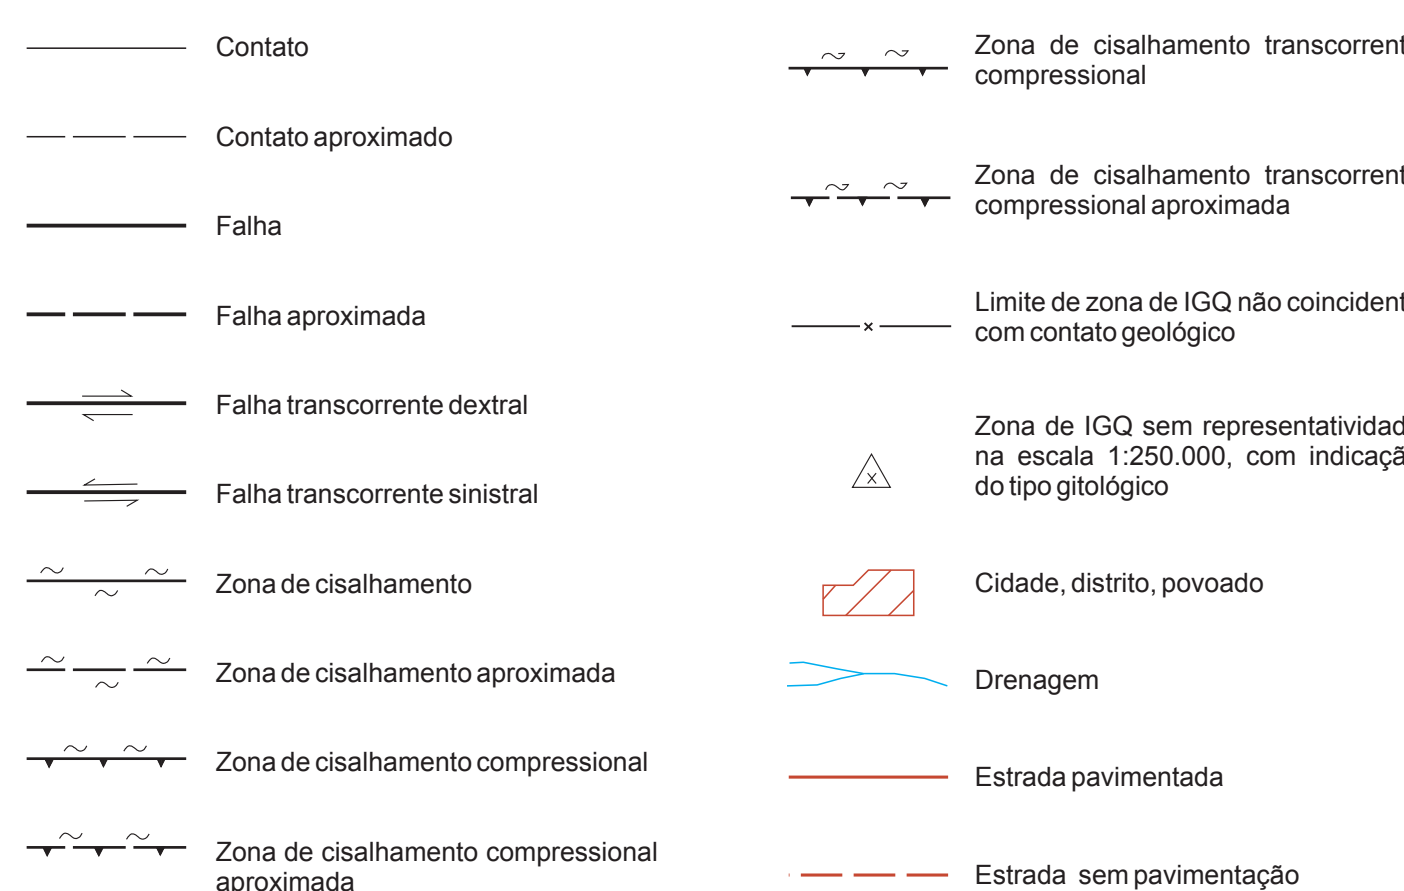 Contato
Contato aproximado
Falha
Falha aproximada
Falha transcorrente dextral
Falha transcorrente sinistral
Zona de cisalhamento
Zona de cisalhamento aproximada
Zona de cisalhamento compressional
Zona de cisalhamento compressional
aproximada
Zona de cisalhamento transcorrent
compressional
Zona de cisalhamento transcorrent
compressional aproximada
Limite de zona de IGQ não coincident
com contato geológico
x
Zona de IGQ sem representatividad
na escala 1:250.000, com indicaçã
do tipo gitológico
x
Cidade, distrito, povoado
Drenagem
Estrada pavimentada
Estrada sem pavimentação